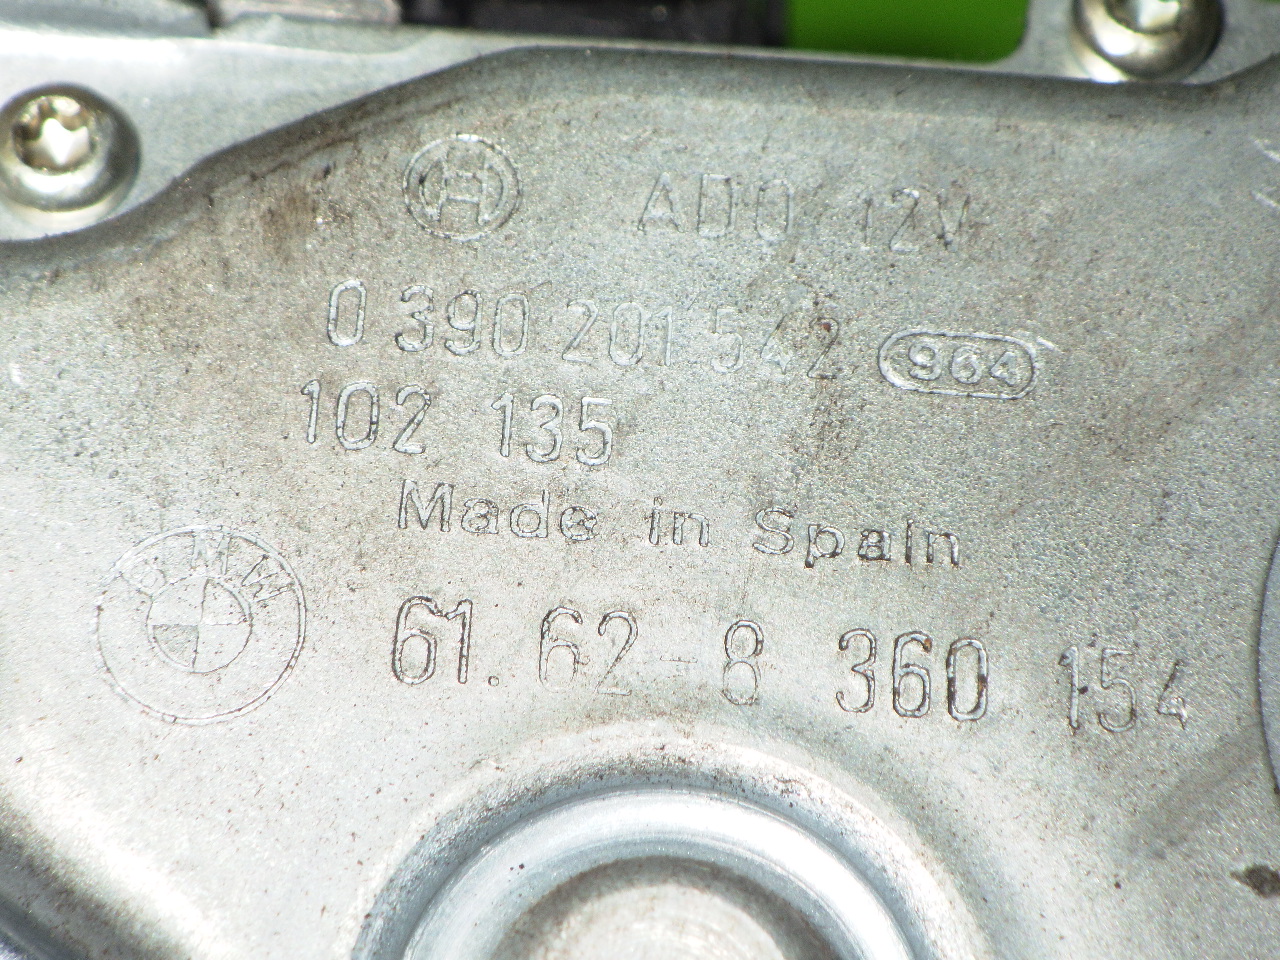 ADO 12V
0 390 201 542 964
102 135
Made in Spain
BMW
61.62-8 360 154